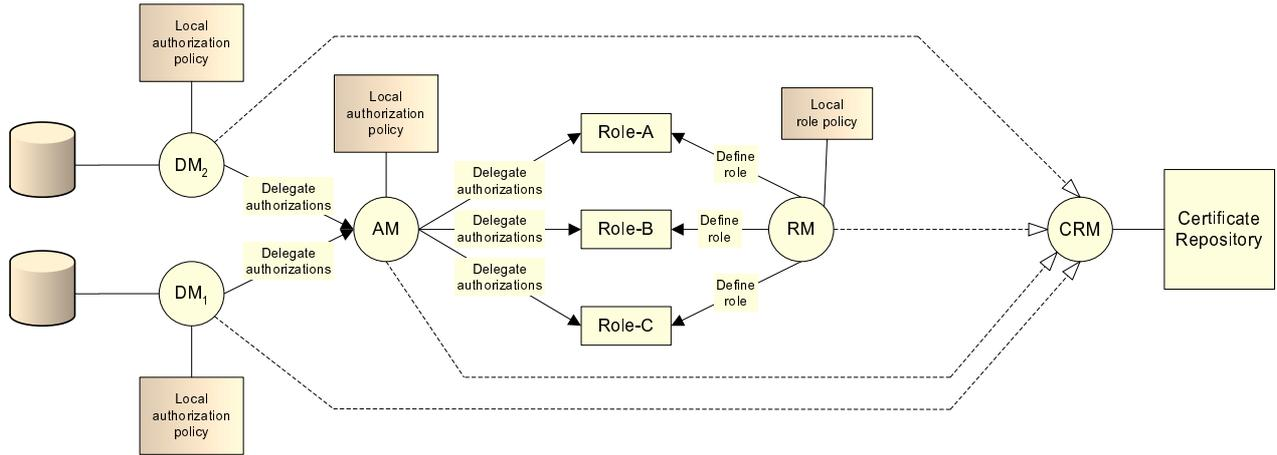 Local
authorization
policy
Local
authorization
policy
Local
role policy
DM₂
Delegate
authorizations
Delegate
authorizations
Role-A
Define
role
AM
Delegate
authorizations
Role-B
Define
role
RM
CRM
Certificate
Repository
Delegate
authorizations
DM₁
Delegate
authorizations
Role-C
Define
role
Local
authorization
policy